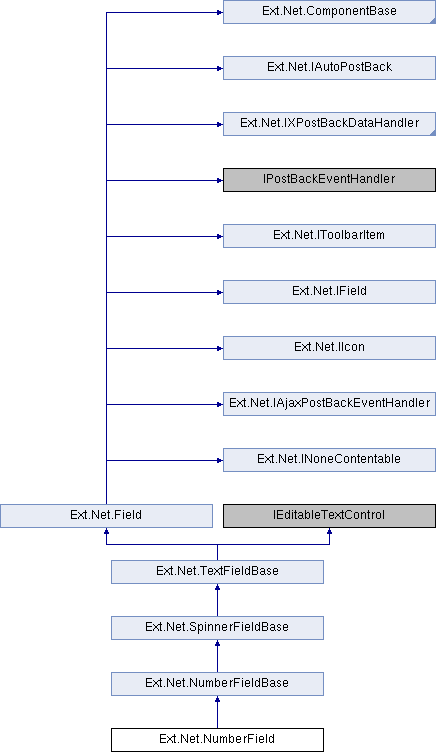 Ext.Net.ComponentBase
Ext.Net.IAutoPostBack
Ext.Net.IXPostBackDataHandler
IPostBackEventHandler
Ext.Net.IToolbarItem
Ext.Net.IField
Ext.Net.IIcon
Ext.Net.IAjaxPostBackEventHandler
Ext.Net.INoneContentable
Ext.Net.Field
IEditableTextControl
Ext.Net.TextFieldBase
Ext.Net.SpinnerFieldBase
Ext.Net.NumberFieldBase
Ext.Net.NumberField